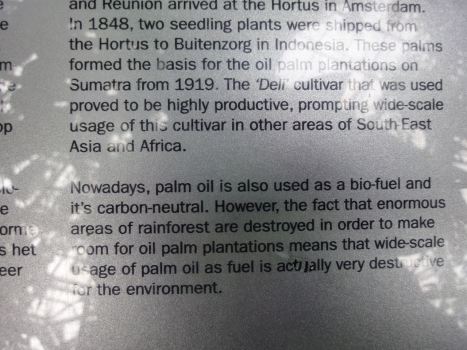 and Reunion arrived at the Hortus in Amsterdam.
In 1848, two seedling plants were shipped from
the Hortus to Buitenzorg in Indonesia. These palms
formed the basis for the oil palm plantations on
Sumatra from 1919. The 'Deli' cultivar that was used
proved to be highly productive, prompting wide-scale
usage of this cultivar in other areas of South-East
Asia and Africa.
Nowadays, palm oil is also used as a bio-fuel and
it's carbon-neutral. However, the fact that enormous
areas of rainforest are destroyed in order to make
room for oil palm plantations means that wide-scale
s het
usage of palm oil as fuel is actually very destructive
eer
for the environment.